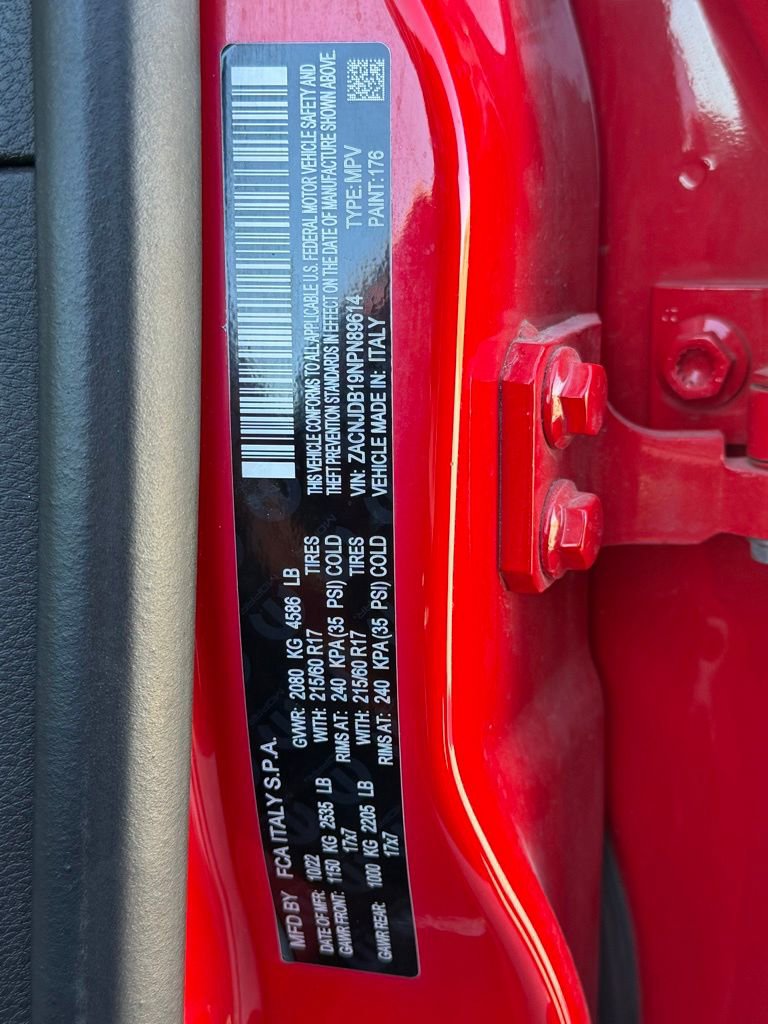 MFD BY FCA ITALY S.P.A.
DATE OF MFR: 10/22 GVWR: 2080 KG 4586 LB
GAWR FRONT: 1150 KG 2535 LB WITH: 215/60 R17 TIRES
17x7 RIMS AT: 240 KPA(35 PSI) COLD
GAWR REAR: 1000 KG 2205 LB WITH: 215/60 R17 TIRES
17x7 RIMS AT: 240 KPA(35 PSI) COLD
THIS VEHICLE CONFORMS TO ALL APPLICABLE U.S. FEDERAL MOTOR VEHICLE SAFETY AND
THEFT PREVENTION STANDARDS IN EFFECT ON THE DATE OF MANUFACTURE SHOWN ABOVE.
VIN: ZACNJDB19NPN89614 TYPE: MPV
VEHICLE MADE IN: ITALY PAINT: 176